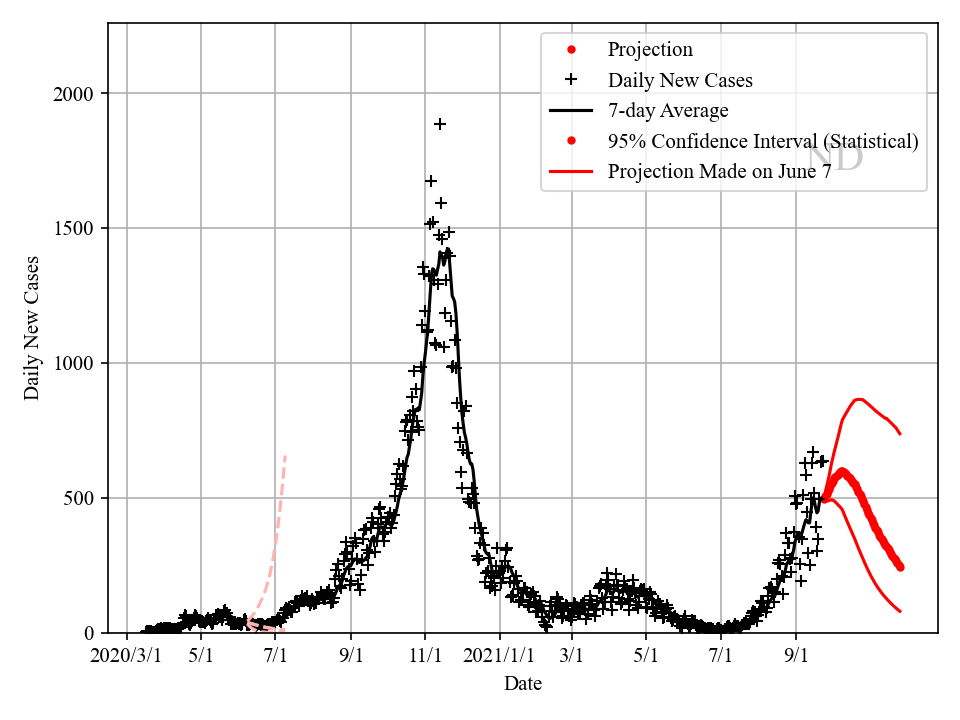 Projection
Daily New Cases
7-day Average
95% Confidence Interval (Statistical)
Projection Made on June 7
ND
Daily New Cases
2000
1500
1000
500
0
2020/3/1 5/1 7/1 9/1 11/1 2021/1/1 3/1 5/1 7/1 9/1
Date